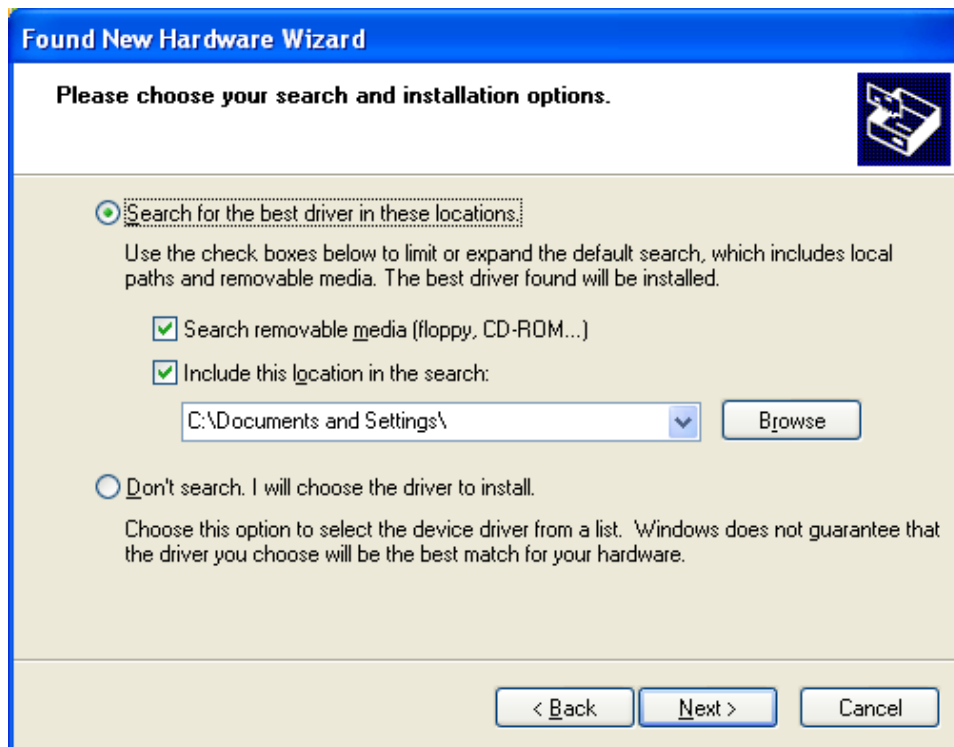 Found New Hardware Wizard
Please choose your search and installation options.
Search for the best driver in these locations.
Use the check boxes below to limit or expand the default search, which includes local
paths and removable media. The best driver found will be installed.
Search removable media (floppy, CD-ROM...)
Include this location in the search:
C:\Documents and Settings\
Browse
Don't search. I will choose the driver to install.
Choose this option to select the device driver from a list. Windows does not guarantee that
the driver you choose will be the best match for your hardware.
< Back
Next >
Cancel